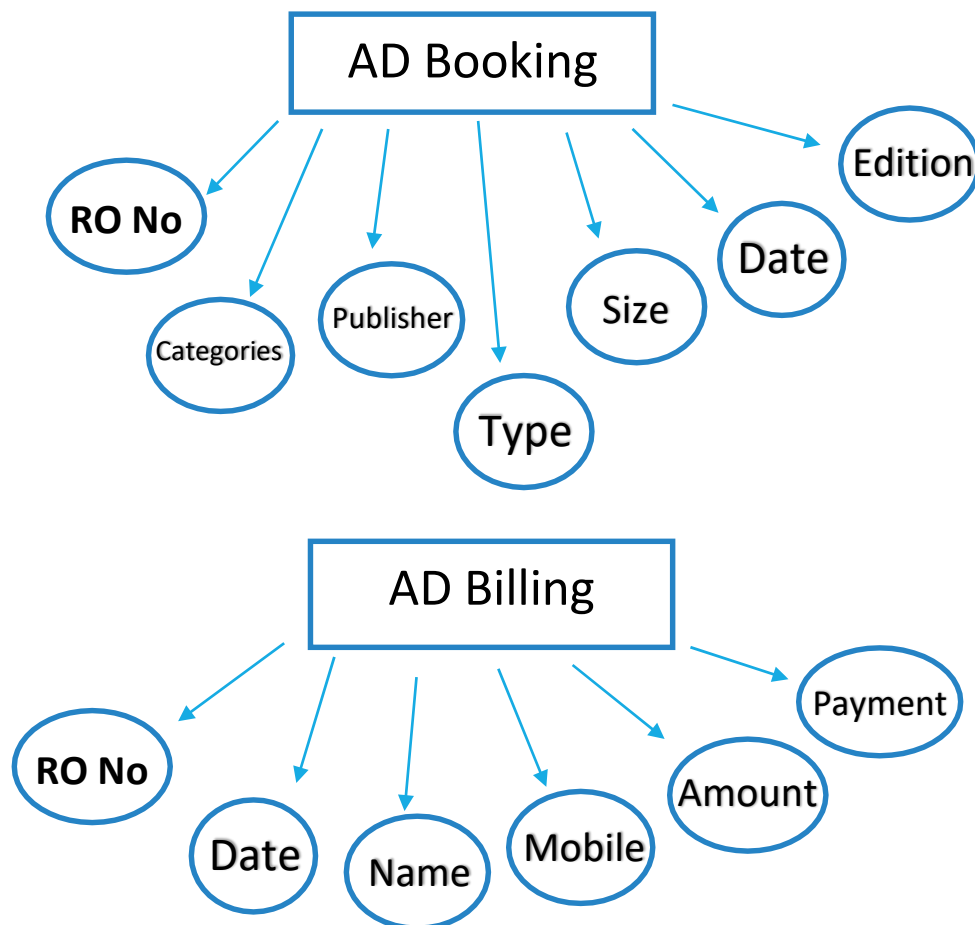 AD Booking
RO No
Categories
Publisher
Type
Size
Date
Edition
AD Billing
RO No
Date
Name
Mobile
Amount
Payment